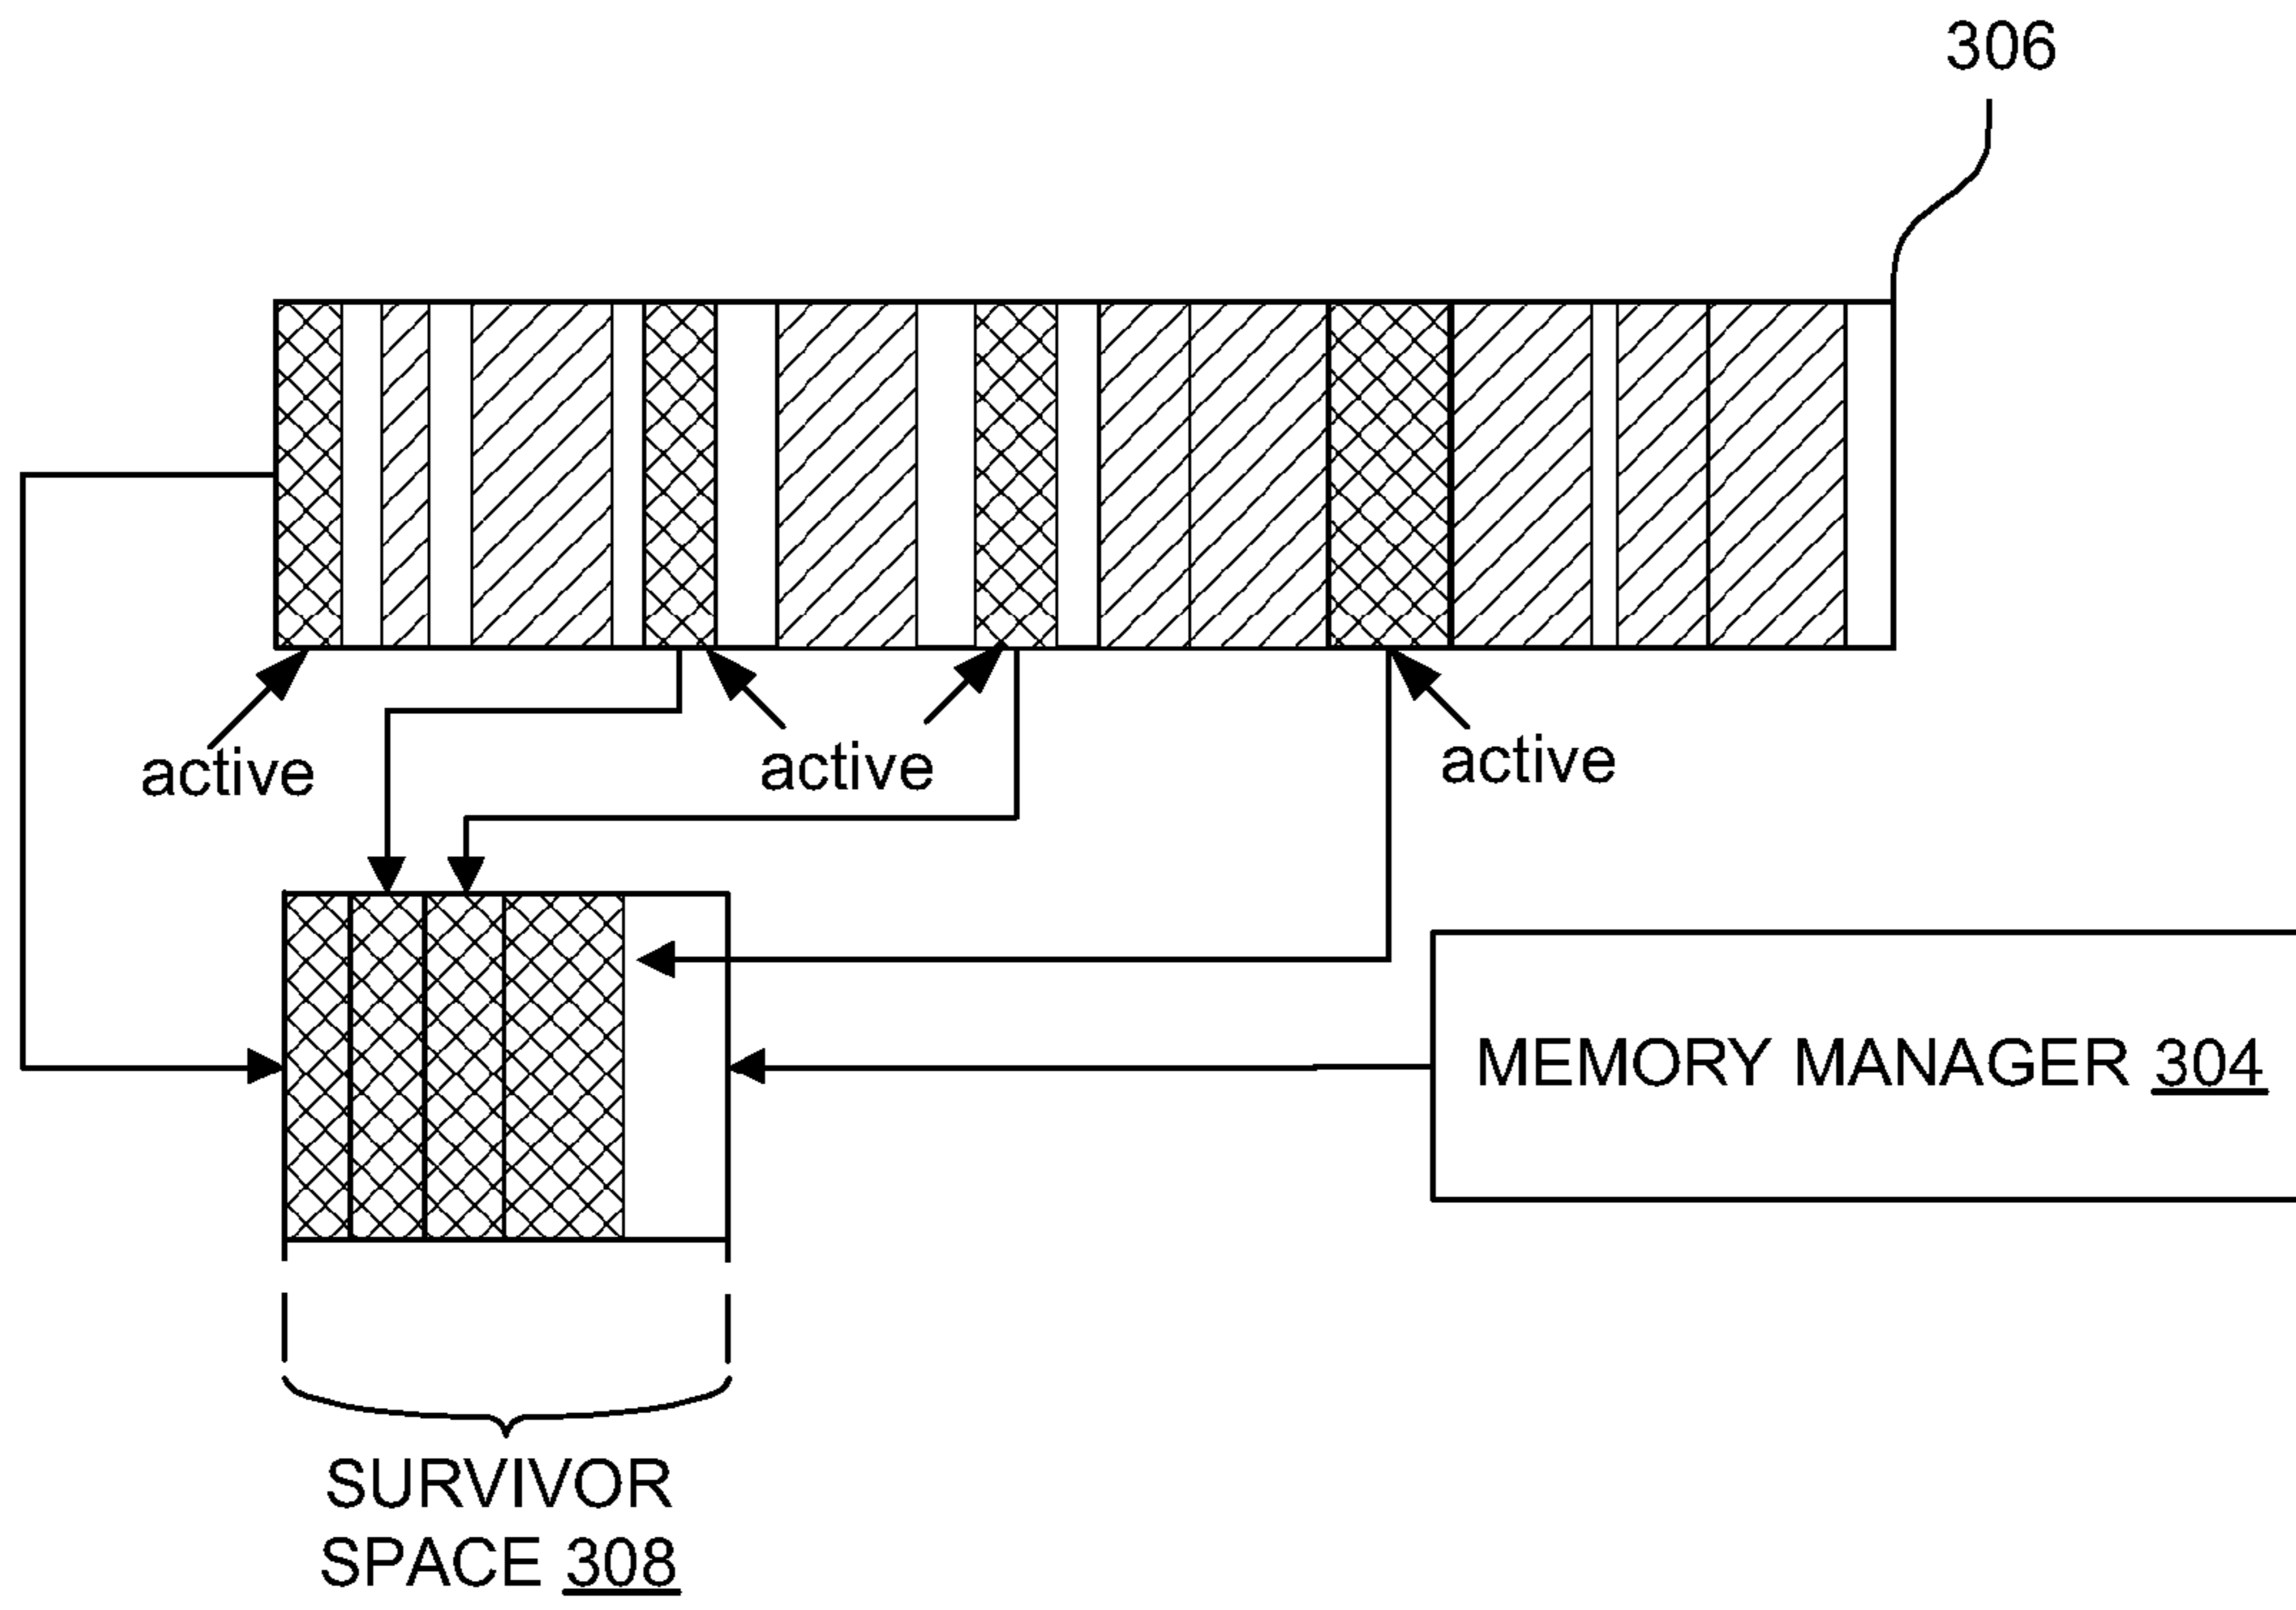 306
active
active
active
MEMORY MANAGER 304
SURVIVOR
SPACE 308